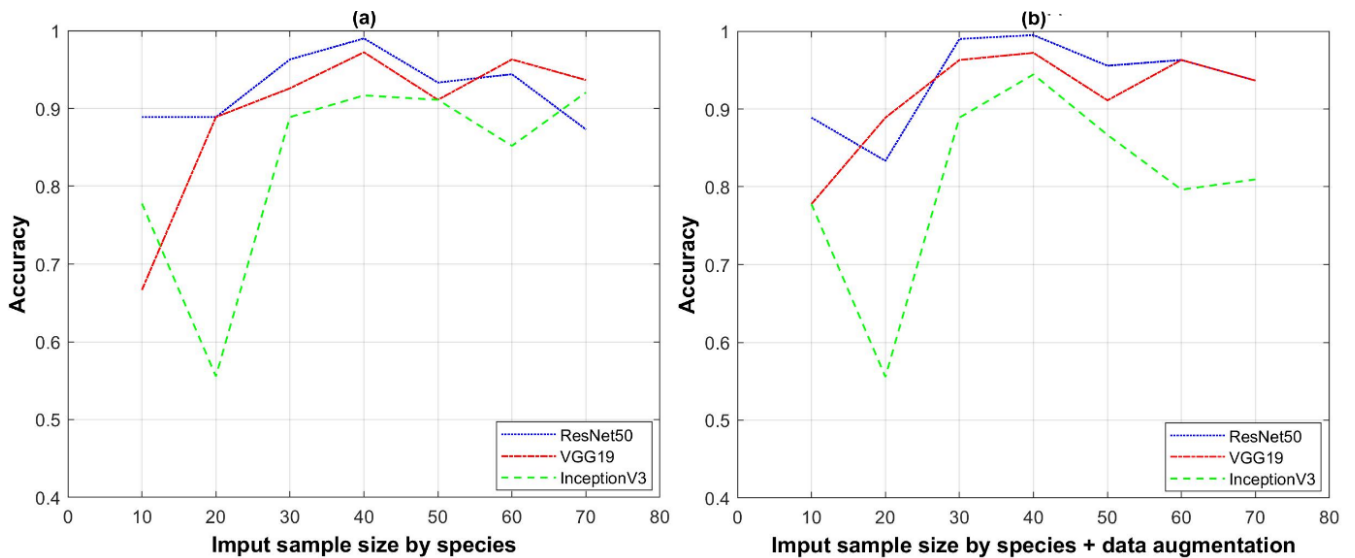 (a)
1
0.9
0.8
0.7
0.6
0.5
0.4
Accuracy
0 10 20 30 40 50 60 70 80
Imput sample size by species
ResNet50
VGG19
InceptionV3
(b)
1
0.9
0.8
0.7
0.6
0.5
0.4
Accuracy
0 10 20 30 40 50 60 70 80
Imput sample size by species + data augmentation
ResNet50
VGG19
InceptionV3